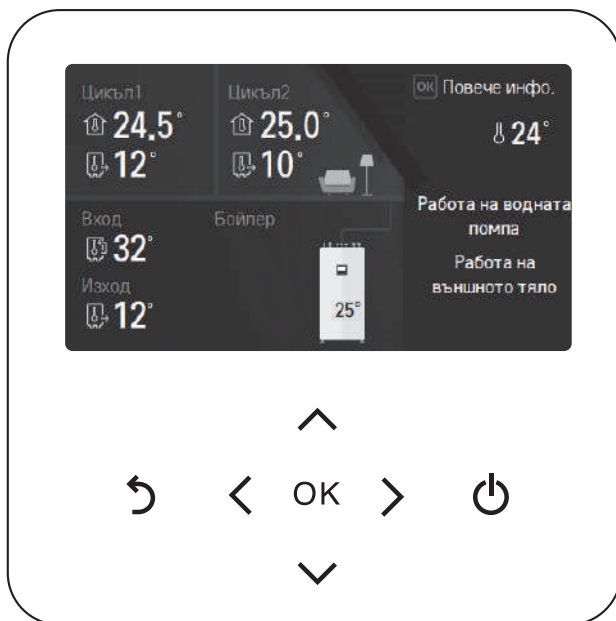 Цикъл1
24.5°
12°
Цикъл2
25.0°
10°
OK Повече инфо.
24°
Вход
32°
Изход
12°
Бойлер
25°
Работа на водната
помпа
Работа на
външното тяло
OK